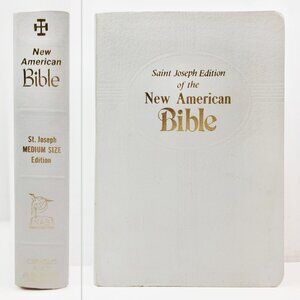 New
American
Bible
St. Joseph
MEDIUM SIZE
Edition
Saint Joseph Edition
of the
New American
Bible